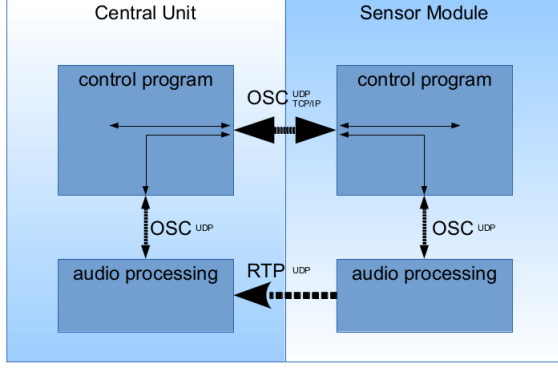 Central Unit
Sensor Module
control program
control program
OSC UDP
TCP/IP
OSC UDP
OSC UDP
audio processing
RTP UDP
audio processing